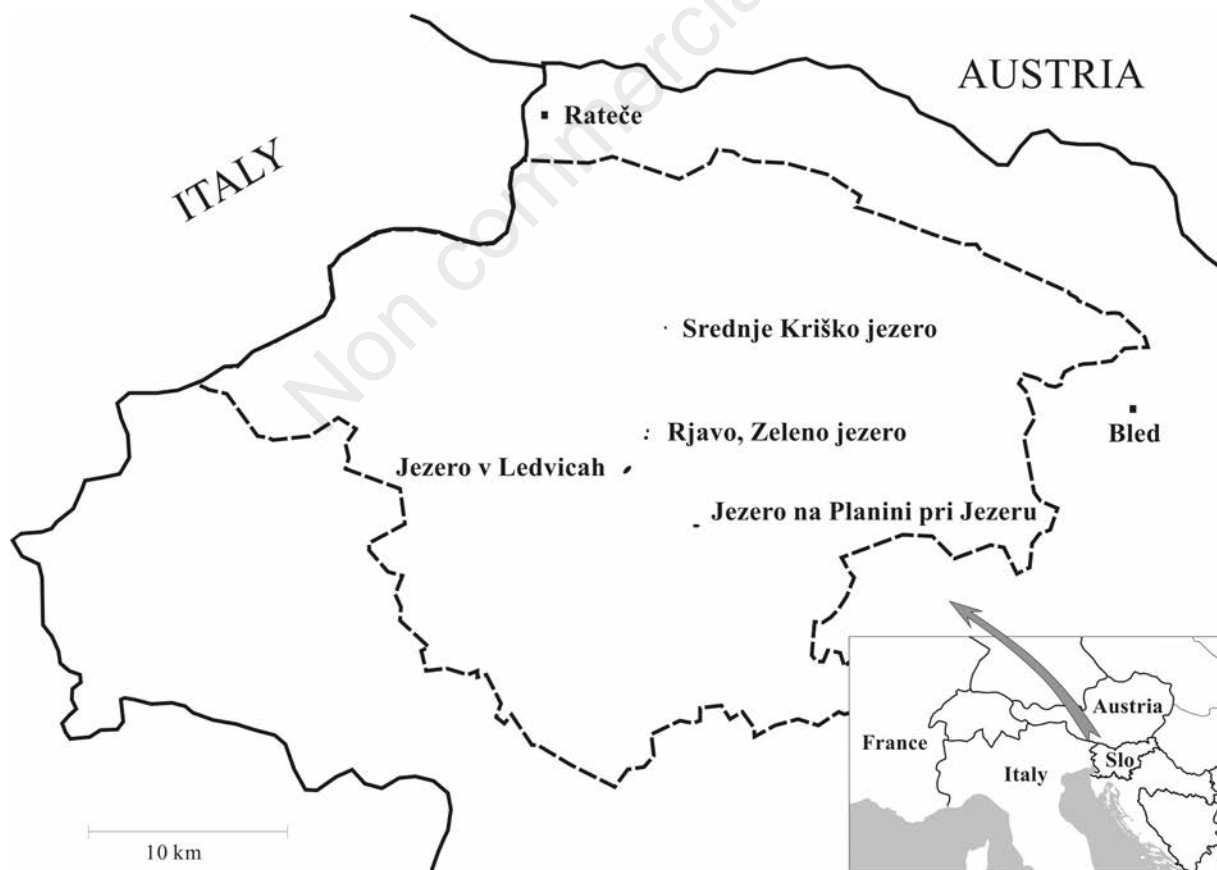 AUSTRIA
Rateče
ITALY
Non commercial
Srednje Kriško jezero
Rjavo, Zeleno jezero
Bled
Jezero v Ledvicah
Jezero na Planini pri Jezeru
Austria
France
Slo
Italy
10 km